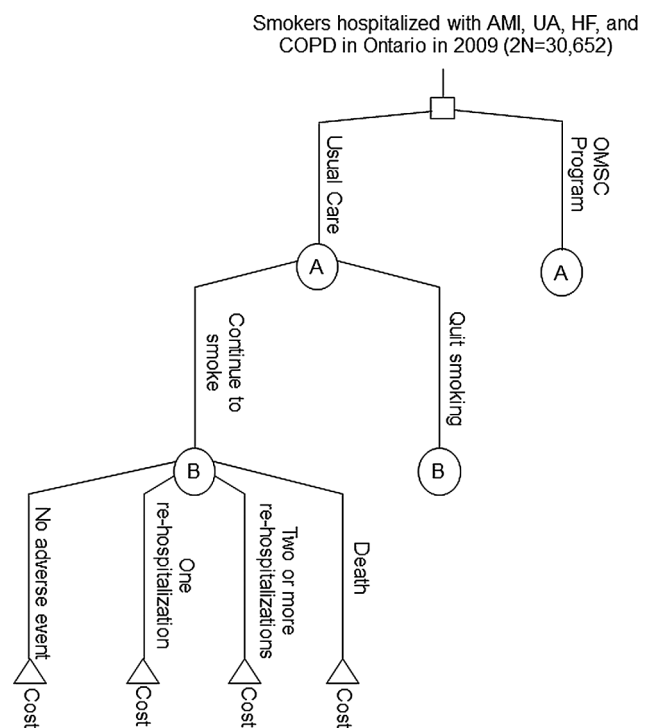 Smokers hospitalized with AMI, UA, HF, and
COPD in Ontario in 2009 (2N=30,652)
Usual Care
OMSC
Program
A
A
Continue to
smoke
Quit smoking
B
B
No adverse event
One
re-hospitalization
Two or more
re-hospitalizations
Death
Cost
Cost
Cost
Cost